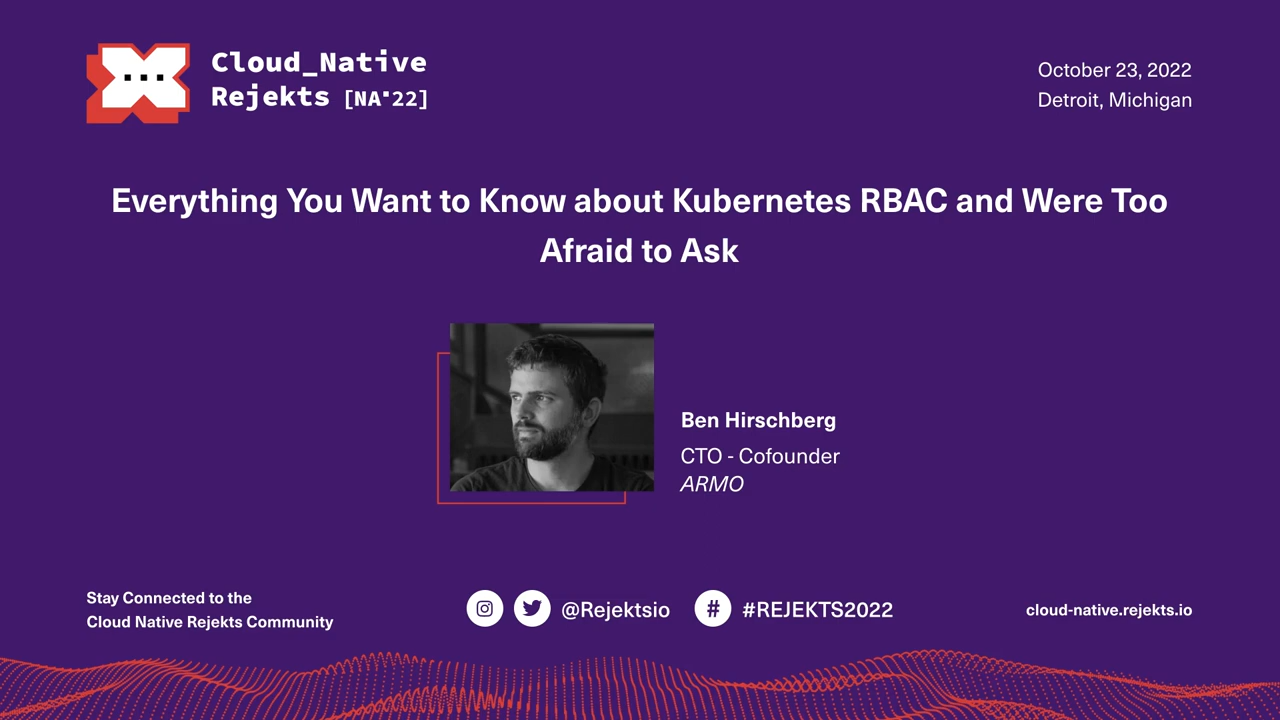 Cloud_Native
Rejekts [NA'22]
October 23, 2022
Detroit, Michigan
Everything You Want to Know about Kubernetes RBAC and Were Too
Afraid to Ask
Ben Hirschberg
CTO - Cofounder
ARMO
Stay Connected to the
Cloud Native Rejekts Community
@Rejektsio
# #REJEKTS2022
cloud-native.rejekts.io